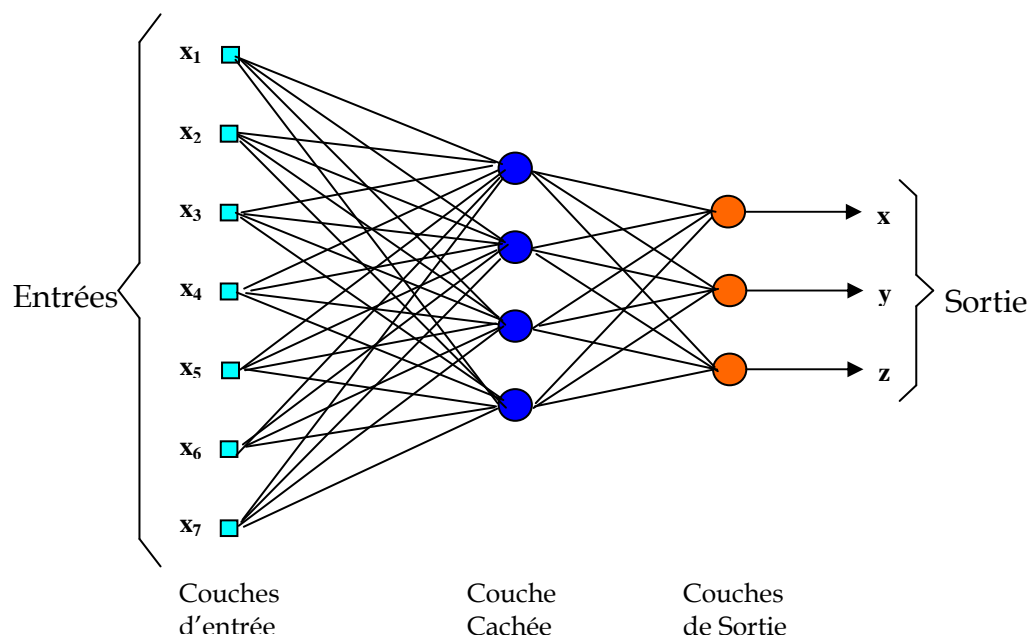 x₁
x₂
x₃
x₄
x₅
x₆
x₇
Entrées
x
y
z
Sortie
Couches
d'entrée
Couche
Cachée
Couches
de Sortie